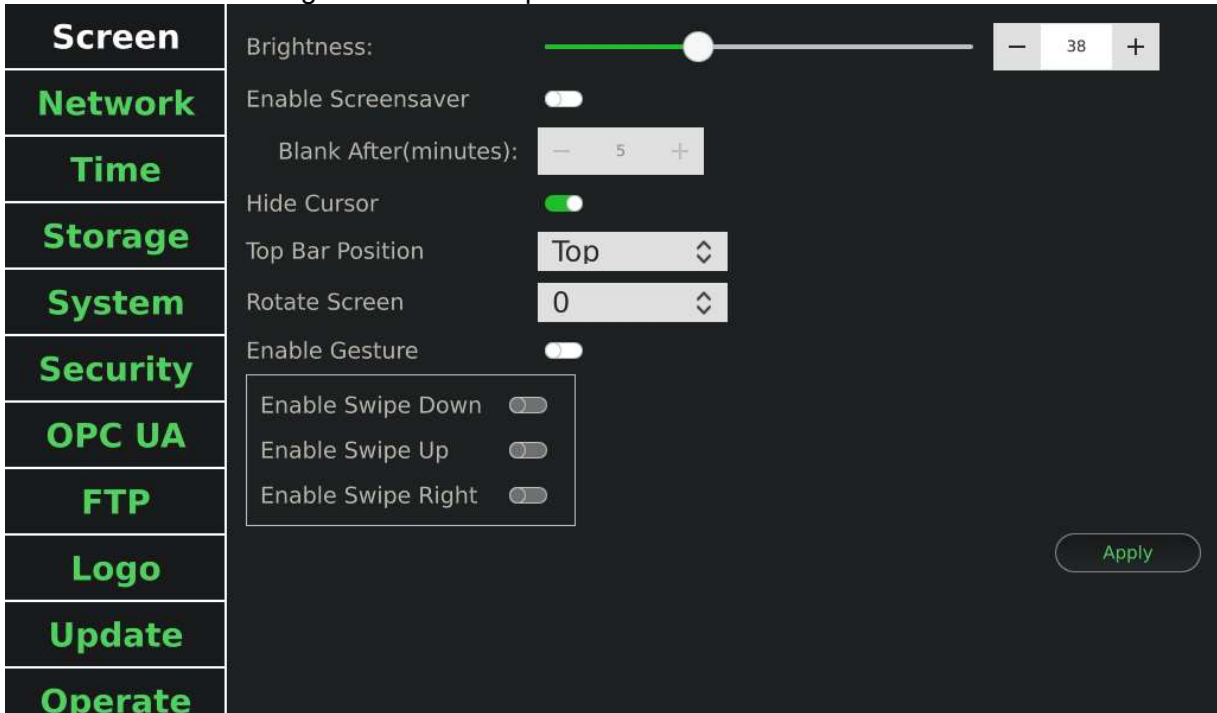 Screen
Network
Time
Storage
System
Security
OPC UA
FTP
Logo
Update
Operate
Brightness: 38
Enable Screensaver
Blank After(minutes): 5
Hide Cursor
Top Bar Position Top
Rotate Screen 0
Enable Gesture
Enable Swipe Down
Enable Swipe Up
Enable Swipe Right
Apply